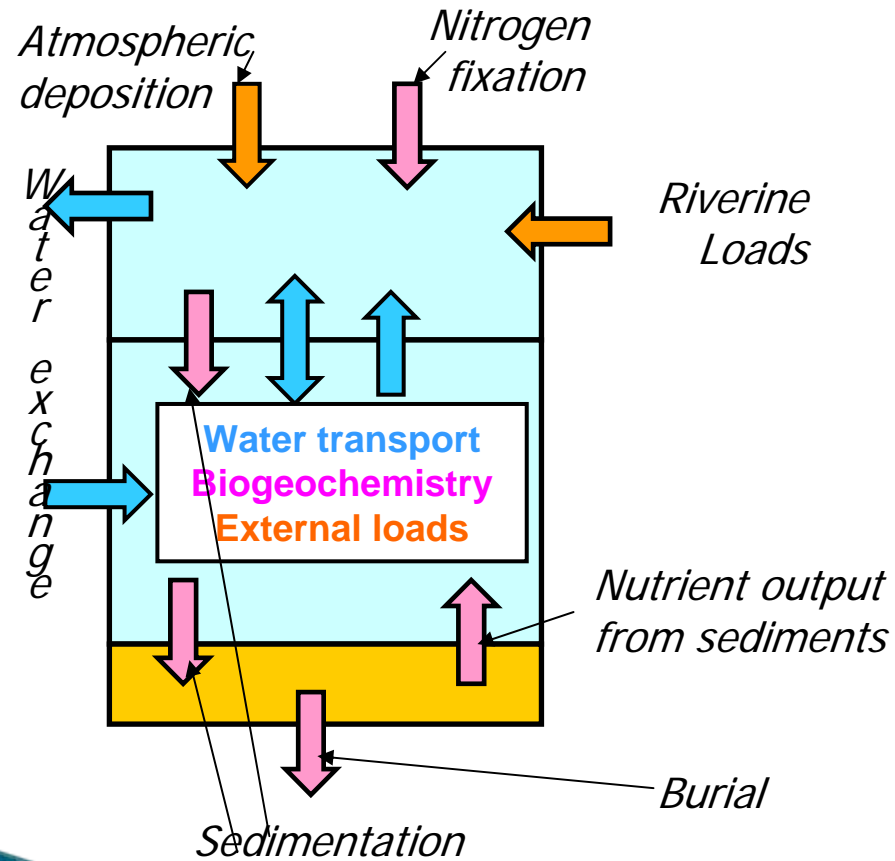 Atmospheric
deposition
Nitrogen
fixation
Water exchange
Riverine
Loads
Water transport
Biogeochemistry
External loads
Nutrient output
from sediments
Burial
Sedimentation